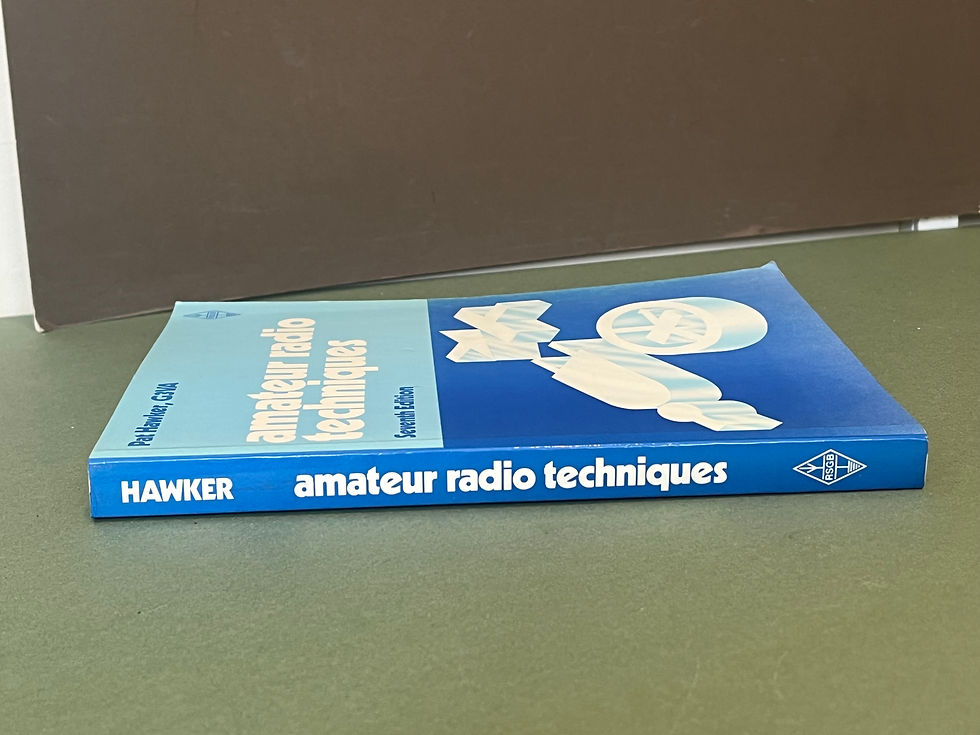 Pat Hawker, G3VA
amateur radio
techniques
Seventh Edition
HAWKER
amateur radio techniques
RSGB